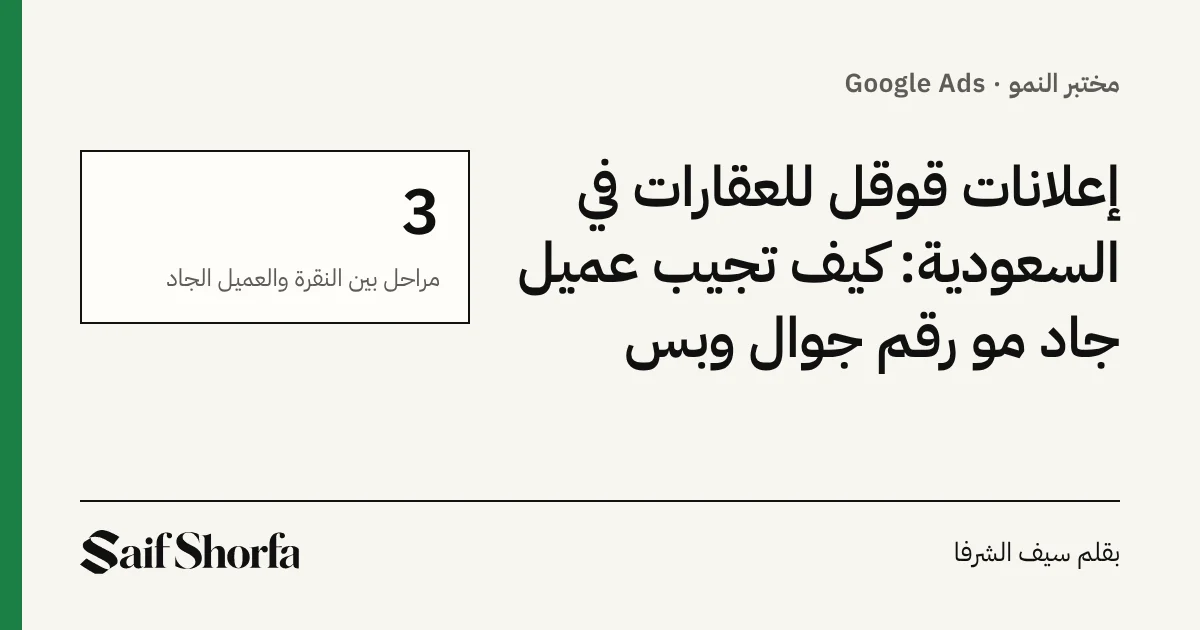 مختبر النمو · Google Ads
إعلانات قوقل للعقارات في
السعودية: كيف تجيب عميل
جاد مو رقم جوال وبس
3
مراحل بين النقرة والعميل الجاد
بقلم سيف الشرفا
Saif Shorfa